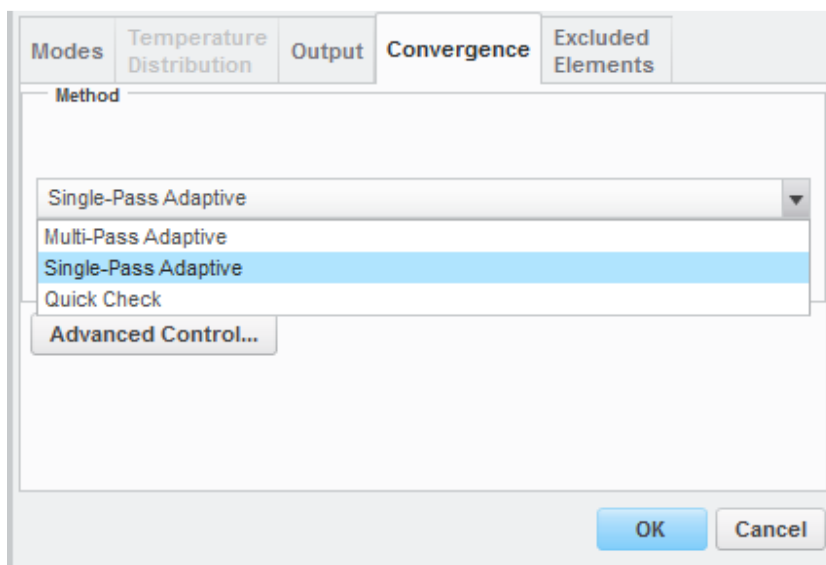 Modes
Temperature
Distribution
Output
Convergence
Excluded
Elements
Method
Single-Pass Adaptive
Multi-Pass Adaptive
Single-Pass Adaptive
Quick Check
Advanced Control...
OK
Cancel